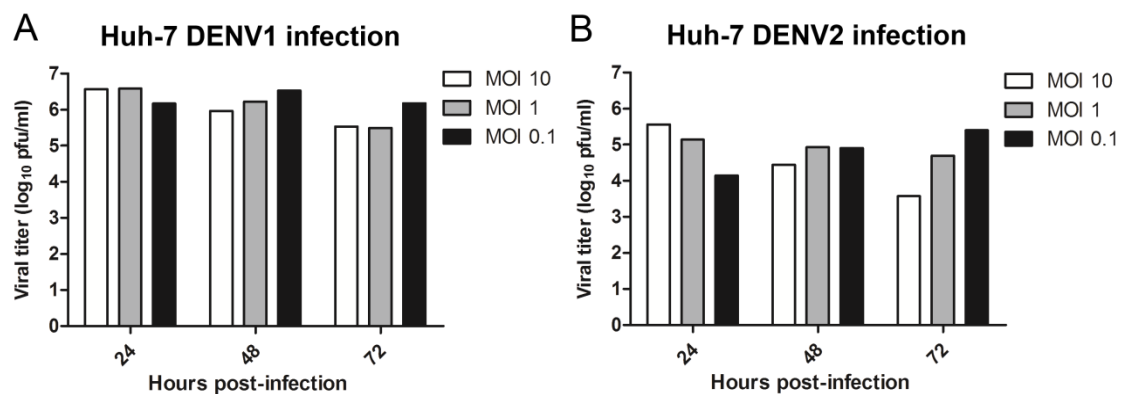 A
Huh-7 DENV1 infection
Viral titer (log₁₀ pfu/ml)
7
6
5
4
3
2
1
0
24
48
72
Hours post-infection
MOI 10
MOI 1
MOI 0.1
B
Huh-7 DENV2 infection
Viral titer (log₁₀ pfu/ml)
7
6
5
4
3
2
1
0
24
48
72
Hours post-infection
MOI 10
MOI 1
MOI 0.1